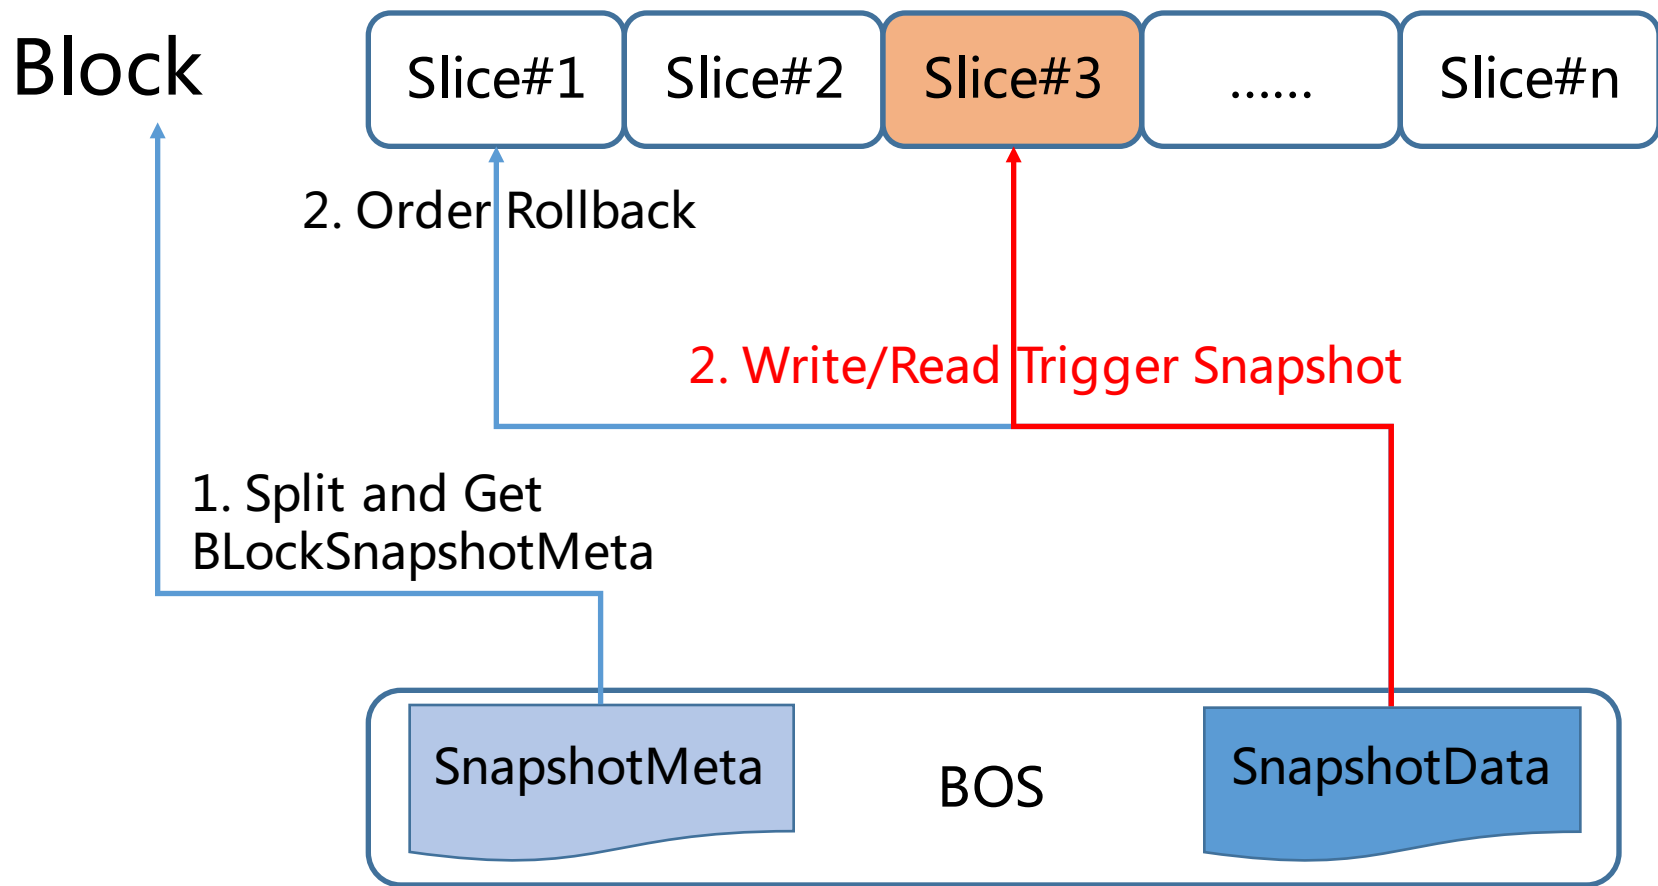 Block
Slice#1
Slice#2
Slice#3
......
Slice#n
2. Order Rollback
2. Write/Read Trigger Snapshot
1. Split and Get
BLockSnapshotMeta
SnapshotMeta
BOS
SnapshotData